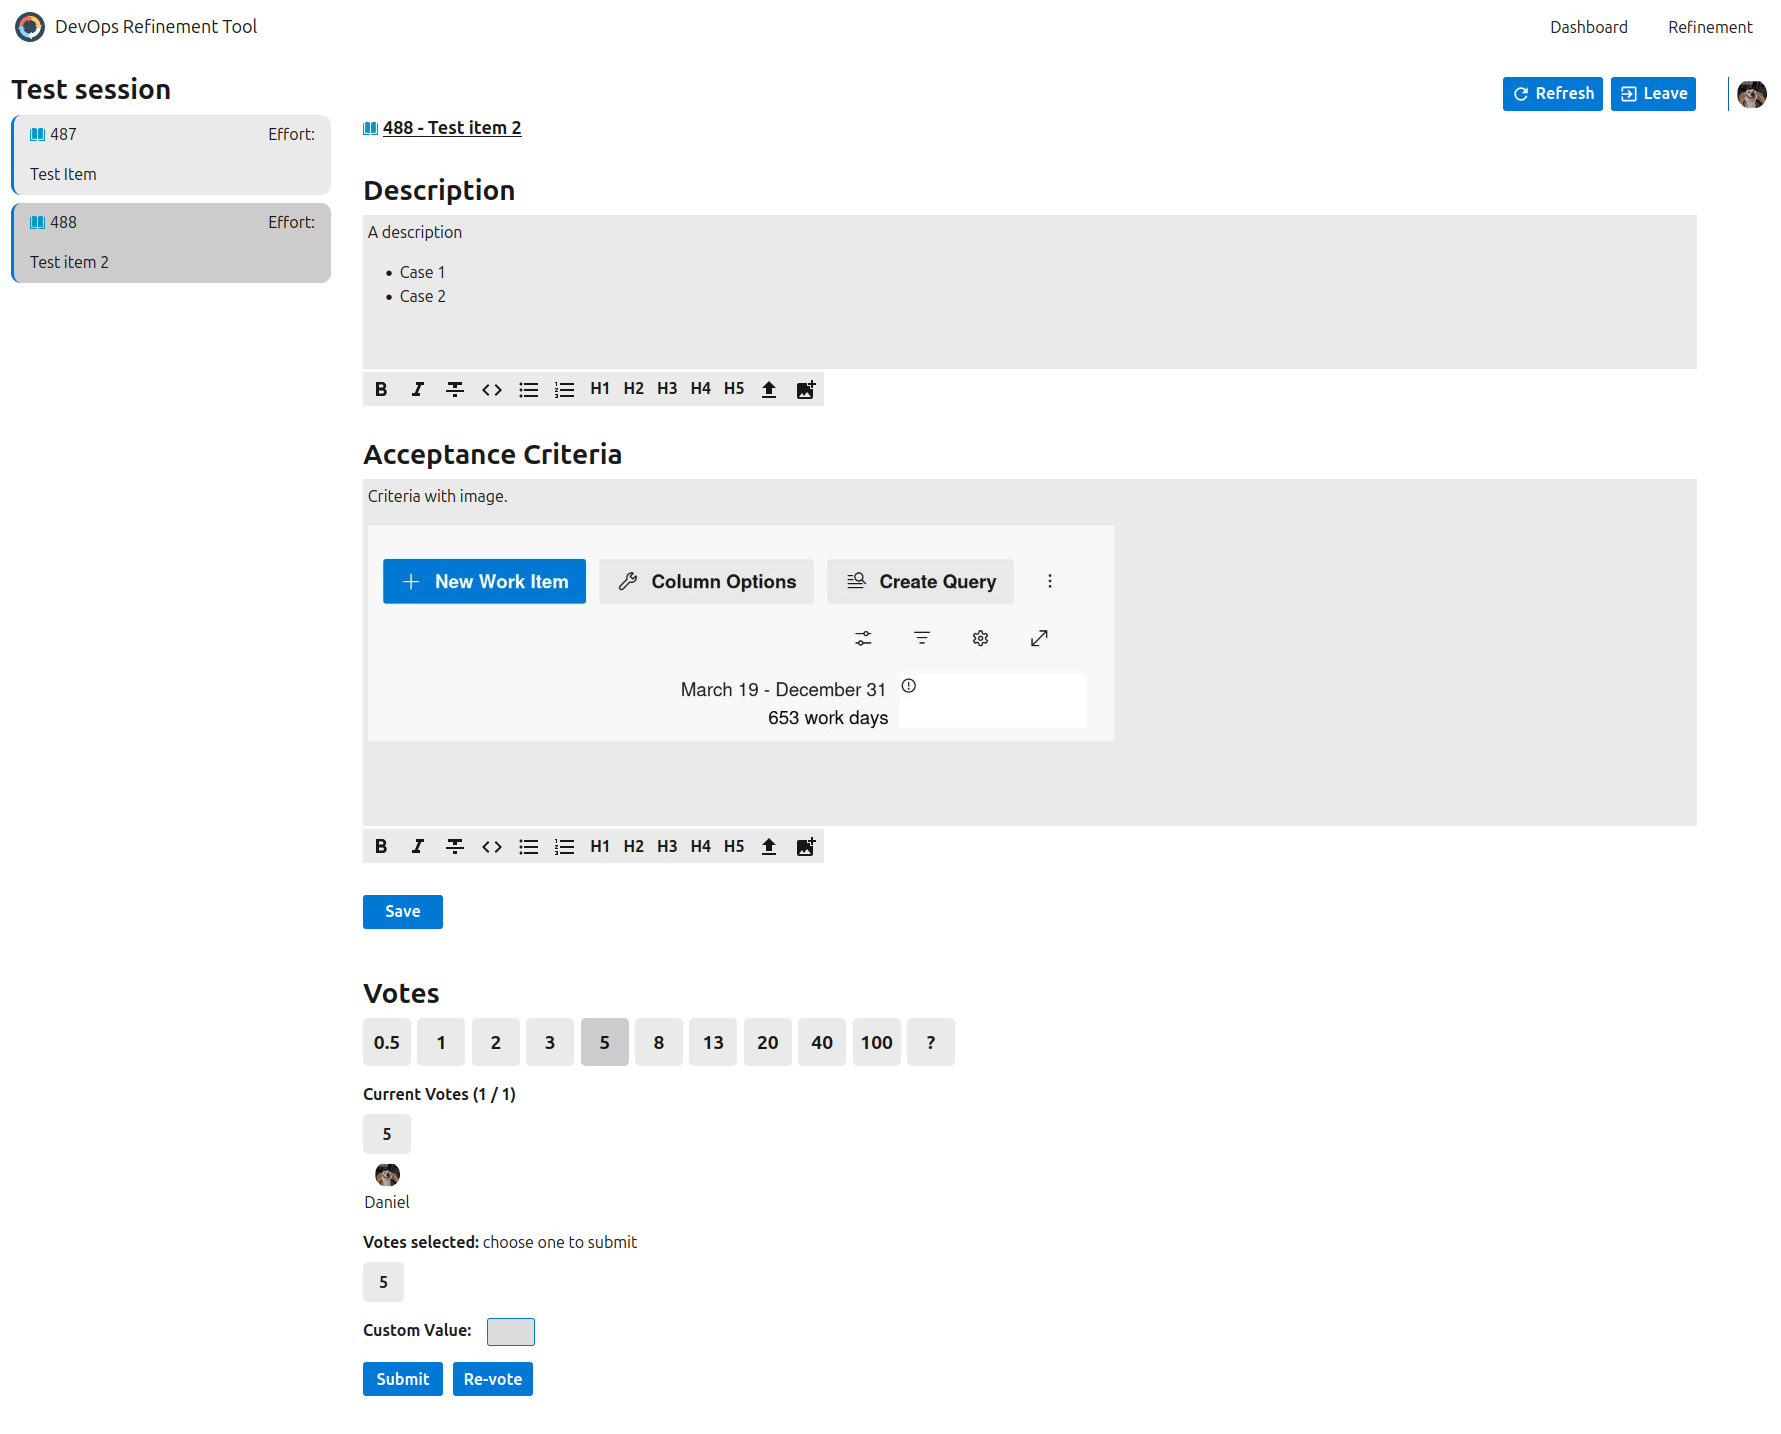 DevOps Refinement Tool
Dashboard
Refinement
Test session
Refresh
Leave
487
Effort:
Test Item
488
Effort:
Test item 2
488 - Test item 2
Description
A description
• Case 1
• Case 2
B I H1 H2 H3 H4 H5
Acceptance Criteria
Criteria with image.
New Work Item
Column Options
Create Query
March 19 - December 31
653 work days
B I H1 H2 H3 H4 H5
Save
Votes
0.5 1 2 3 5 8 13 20 40 100 ?
Current Votes (1 / 1)
5
Daniel
Votes selected: choose one to submit
5
Custom Value:
Submit
Re-vote